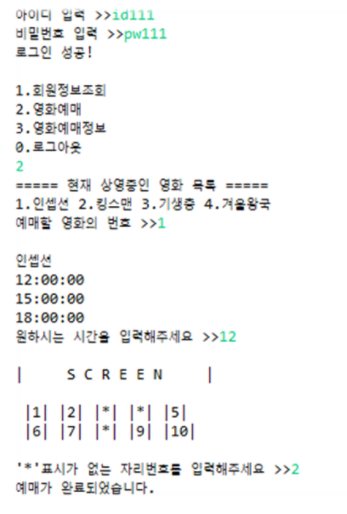 아이디 입력 >>id111
비밀번호 입력 >>pw111
로그인 성공!
1.회원정보조회
2.영화예매
3.영화예매정보
0.로그아웃
2
===== 현재 상영중인 영화 목록 =====
1.인셉션 2.킹스맨 3.기생충 4.겨울왕국
예매할 영화의 번호 >>1
인셉션
12:00:00
15:00:00
18:00:00
원하시는 시간을 입력해주세요 >>12
|     S C R E E N     |
|1| |2| |*| |*| |5|
|6| |7| |*| |9| |10|
'*'표시가 없는 자리번호를 입력해주세요 >>2
예매가 완료되었습니다.